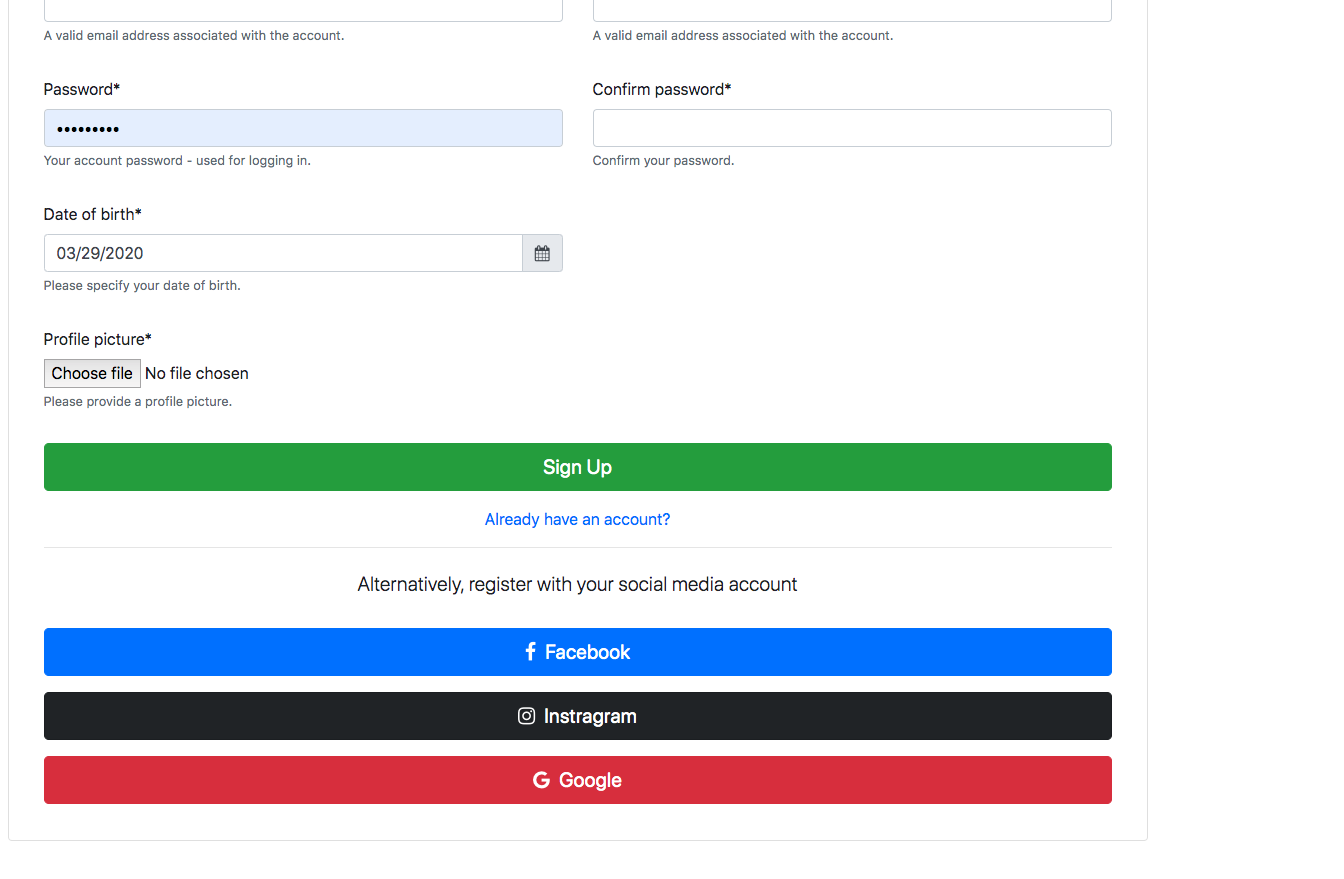 A valid email address associated with the account. A valid email address associated with the account.
Password* Confirm password*
•••••••••
Your account password - used for logging in. Confirm your password.
Date of birth*
03/29/2020
Please specify your date of birth.
Profile picture*
Choose file No file chosen
Please provide a profile picture.
Sign Up
Already have an account?
Alternatively, register with your social media account
Facebook
Instragram
Google